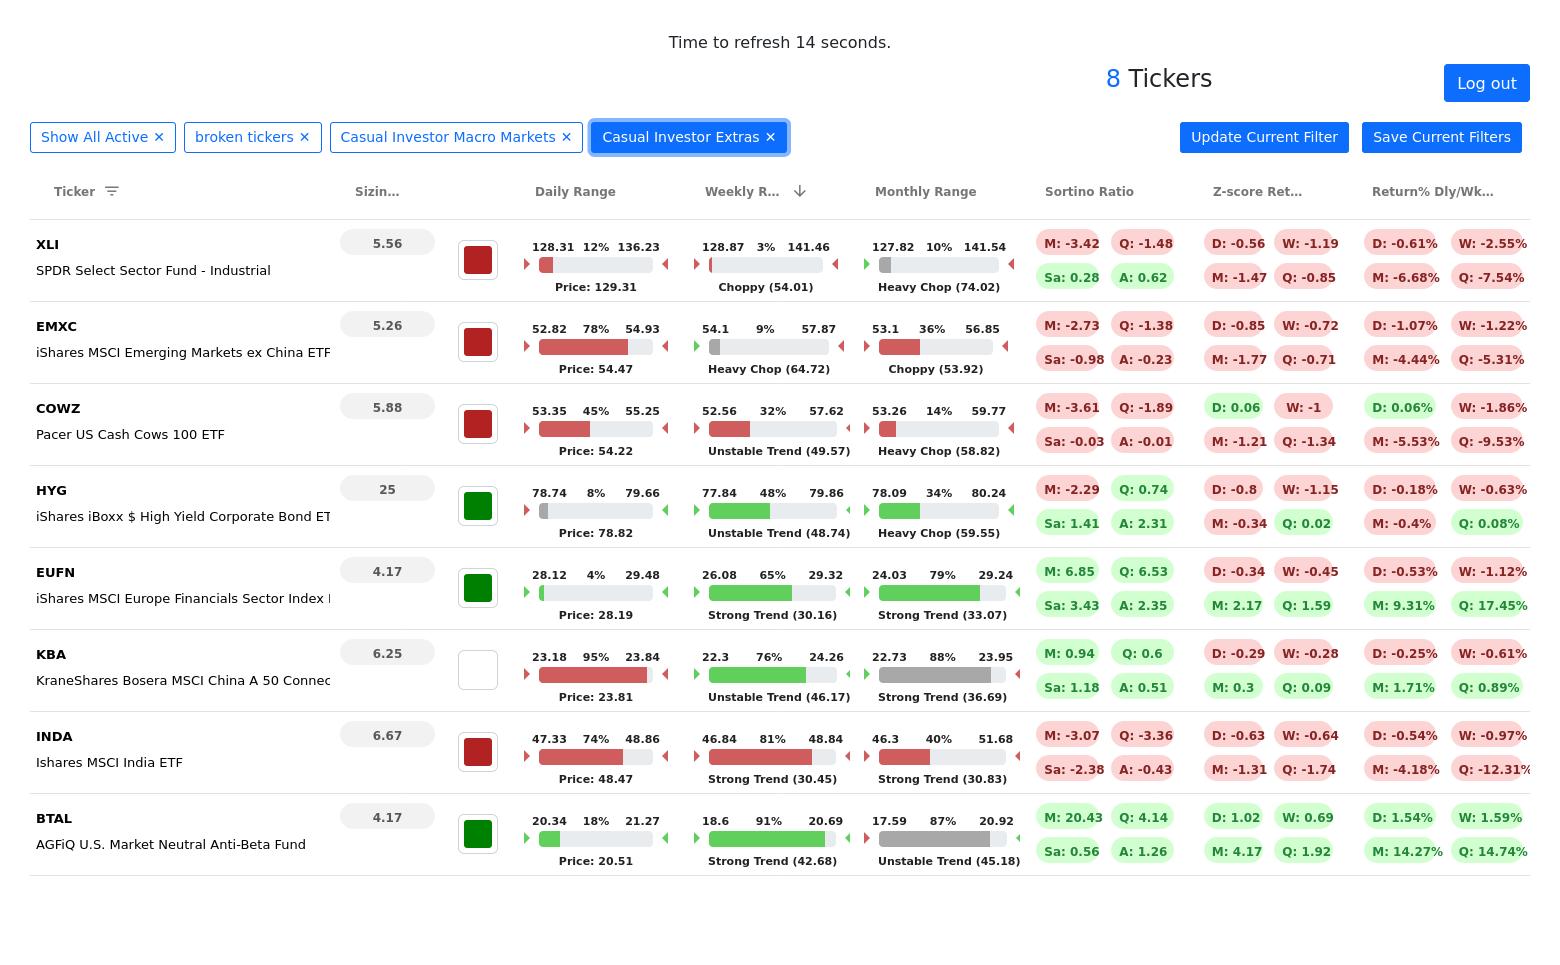 Time to refresh 14 seconds.
8 Tickers
Log out
Show All Active ✕ broken tickers ✕ Casual Investor Macro Markets ✕ Casual Investor Extras ✕ Update Current Filter Save Current Filters
Ticker Sizin... Daily Range Weekly R... Monthly Range Sortino Ratio Z-score Ret... Return% Dly/Wk...
XLI 5.56 128.31 12% 136.23 128.87 3% 141.46 127.82 10% 141.54 M: -3.42 Q: -1.48 D: -0.56 W: -1.19 D: -0.61% W: -2.55%
SPDR Select Sector Fund - Industrial Price: 129.31 Choppy (54.01) Heavy Chop (74.02) Sa: 0.28 A: 0.62 M: -1.47 Q: -0.85 M: -6.68% Q: -7.54%
EMXC 5.26 52.82 78% 54.93 54.1 9% 57.87 53.1 36% 56.85 M: -2.73 Q: -1.38 D: -0.85 W: -0.72 D: -1.07% W: -1.22%
iShares MSCI Emerging Markets ex China ETF Price: 54.47 Heavy Chop (64.72) Choppy (53.92) Sa: -0.98 A: -0.23 M: -1.77 Q: -0.71 M: -4.44% Q: -5.31%
COWZ 5.88 53.35 45% 55.25 52.56 32% 57.62 53.26 14% 59.77 M: -3.61 Q: -1.89 D: 0.06 W: -1 D: 0.06% W: -1.86%
Pacer US Cash Cows 100 ETF Price: 54.22 Unstable Trend (49.57) Heavy Chop (58.82) Sa: -0.03 A: -0.01 M: -1.21 Q: -1.34 M: -5.53% Q: -9.53%
HYG 25 78.74 8% 79.66 77.84 48% 79.86 78.09 34% 80.24 M: -2.29 Q: 0.74 D: -0.8 W: -1.15 D: -0.18% W: -0.63%
iShares iBoxx $ High Yield Corporate Bond ET Price: 78.82 Unstable Trend (48.74) Heavy Chop (59.55) Sa: 1.41 A: 2.31 M: -0.34 Q: 0.02 M: -0.4% Q: 0.08%
EUFN 4.17 28.12 4% 29.48 26.08 65% 29.32 24.03 79% 29.24 M: 6.85 Q: 6.53 D: -0.34 W: -0.45 D: -0.53% W: -1.12%
iShares MSCI Europe Financials Sector Index Price: 28.19 Strong Trend (30.16) Strong Trend (33.07) Sa: 3.43 A: 2.35 M: 2.17 Q: 1.59 M: 9.31% Q: 17.45%
KBA 6.25 23.18 95% 23.84 22.3 76% 24.26 22.73 88% 23.95 M: 0.94 Q: 0.6 D: -0.29 W: -0.28 D: -0.25% W: -0.61%
KraneShares Bosera MSCI China A 50 Connec Price: 23.81 Unstable Trend (46.17) Strong Trend (36.69) Sa: 1.18 A: 0.51 M: 0.3 Q: 0.09 M: 1.71% Q: 0.89%
INDA 6.67 47.33 74% 48.86 46.84 81% 48.84 46.3 40% 51.68 M: -3.07 Q: -3.36 D: -0.63 W: -0.64 D: -0.54% W: -0.97%
Ishares MSCI India ETF Price: 48.47 Strong Trend (30.45) Strong Trend (30.83) Sa: -2.38 A: -0.43 M: -1.31 Q: -1.74 M: -4.18% Q: -12.31%
BTAL 4.17 20.34 18% 21.27 18.6 91% 20.69 17.59 87% 20.92 M: 20.43 Q: 4.14 D: 1.02 W: 0.69 D: 1.54% W: 1.59%
AGFiQ U.S. Market Neutral Anti-Beta Fund Price: 20.51 Strong Trend (42.68) Unstable Trend (45.18) Sa: 0.56 A: 1.26 M: 4.17 Q: 1.92 M: 14.27% Q: 14.74%